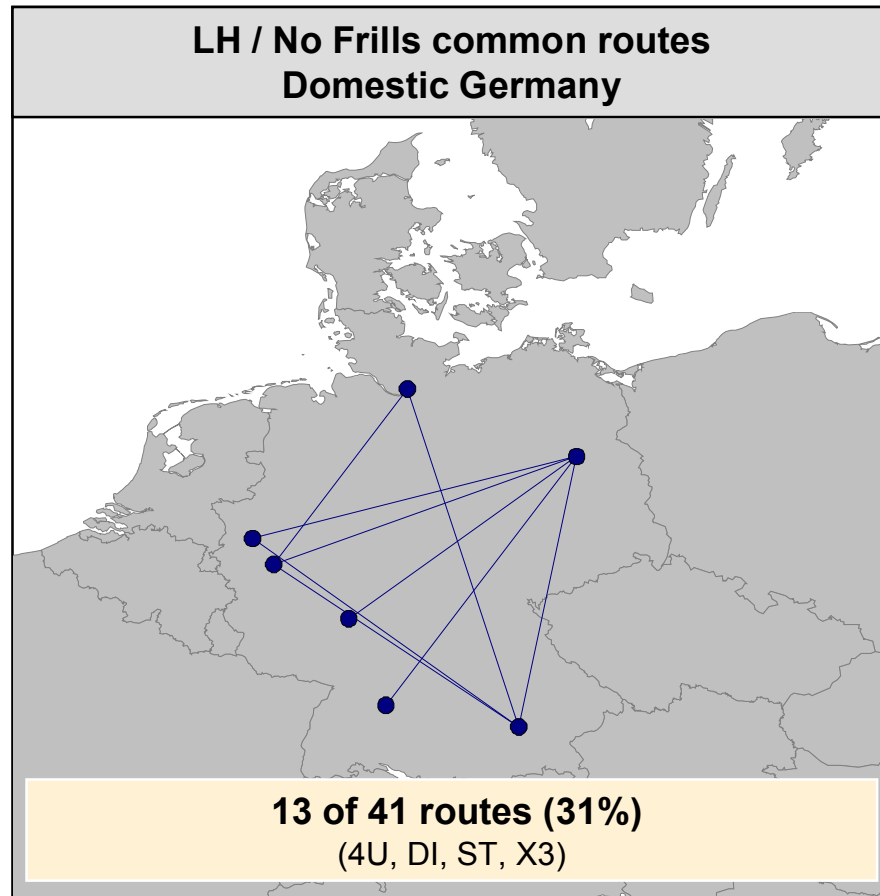 LH / No Frills common routes
Domestic Germany
13 of 41 routes (31%)
(4U, DI, ST, X3)